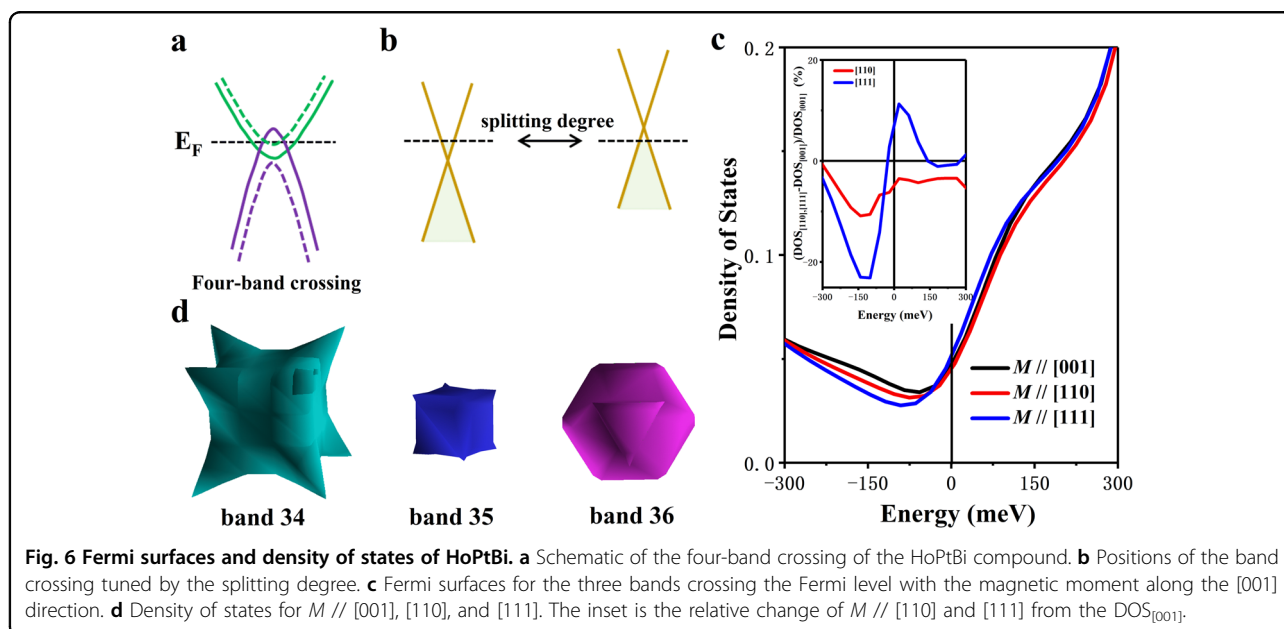 a
E_F
Four-band crossing
b
splitting degree
c
0.2
0.1
0.0
Density of States
-300
-150
0
150
300
Energy (meV)
M // [001]
M // [110]
M // [111]
20
0
-20
(DOS[110],[111]-DOS[001])/DOS[001] (%)
[110]
[111]
-300
-150
0
150
300
Energy (meV)
d
band 34
band 35
band 36
Fig. 6 Fermi surfaces and density of states of HoPtBi. a Schematic of the four-band crossing of the HoPtBi compound. b Positions of the band
crossing tuned by the splitting degree. c Fermi surfaces for the three bands crossing the Fermi level with the magnetic moment along the [001]
direction. d Density of states for M // [001], [110], and [111]. The inset is the relative change of M // [110] and [111] from the DOS[001].